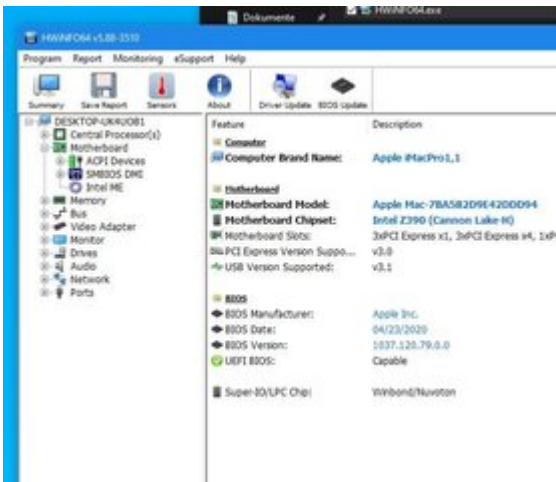 Dokumente
HWiNFO64.exe
HWiNFO64 v5.88-3510
Program Report Monitoring eSupport Help
Summary Save Report Sensors About Driver Update BIOS Update
DESKTOP-UK4UOB1
Central Processor(s)
Motherboard
ACPI Devices
SMBIOS DMI
Intel ME
Memory
Bus
Video Adapter
Monitor
Drives
Audio
Network
Ports
Feature Description
Computer
Computer Brand Name: Apple iMacPro1,1
Motherboard
Motherboard Model: Apple Mac-7BA5B2D9E42DDD94
Motherboard Chipset: Intel Z390 (Cannon Lake-H)
Motherboard Slots: 3xPCI Express x1, 3xPCI Express x4, 1xP
PCI Express Version Suppo... v3.0
USB Version Supported: v3.1
BIOS
BIOS Manufacturer: Apple Inc.
BIOS Date: 04/23/2020
BIOS Version: 1037.120.79.0.0
UEFI BIOS: Capable
Super-IO/LPC Chip: Winbond/Nuvoton